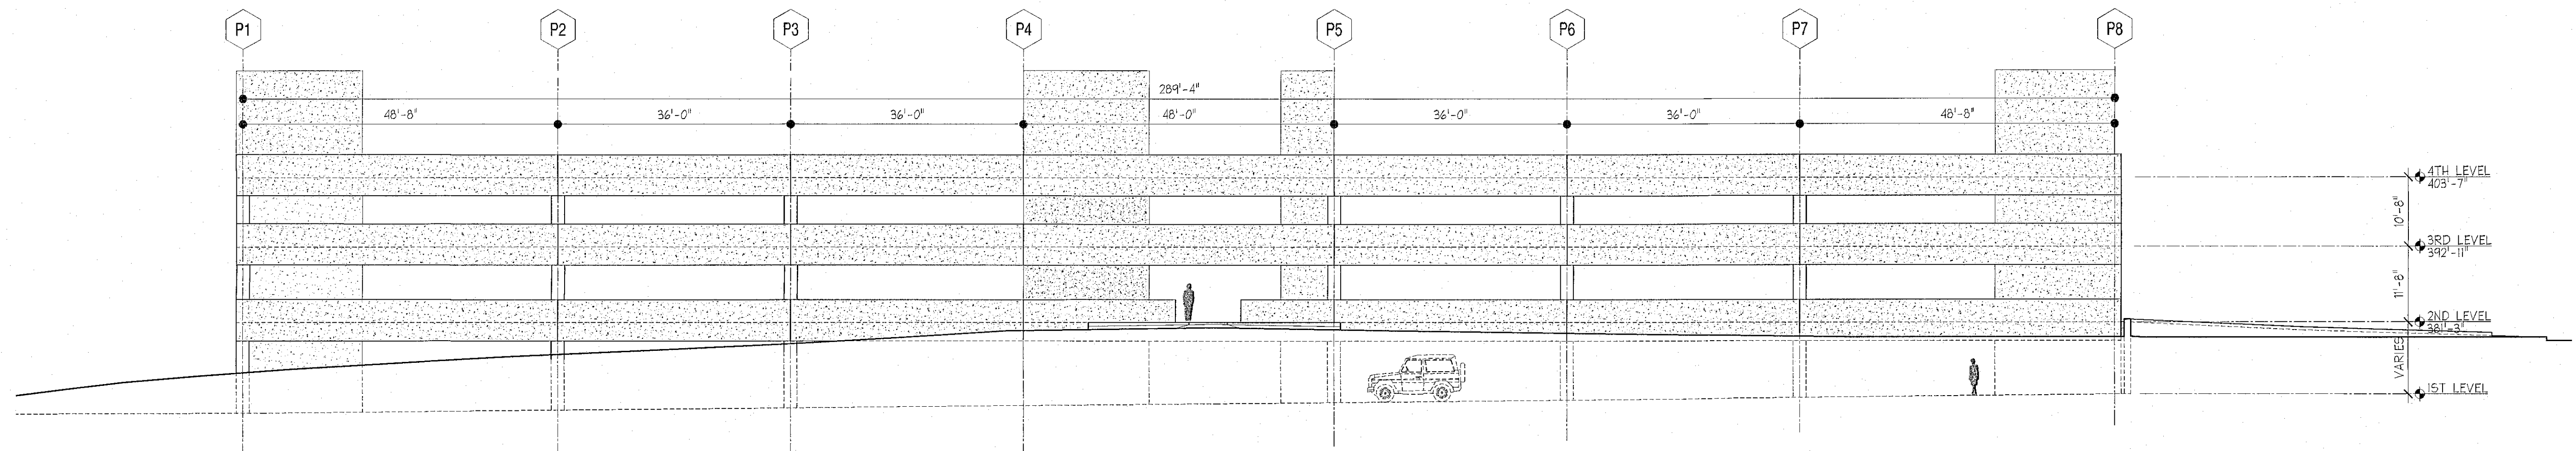 P1 P2 P3 P4 P5 P6 P7 P8
289'-4"
48'-8" 36'-0" 36'-0" 48'-0" 36'-0" 36'-0" 48'-8"
4TH LEVEL
403'-7"
10'-8"
3RD LEVEL
392'-11"
11'-8"
2ND LEVEL
381'-3"
VARIES
1ST LEVEL